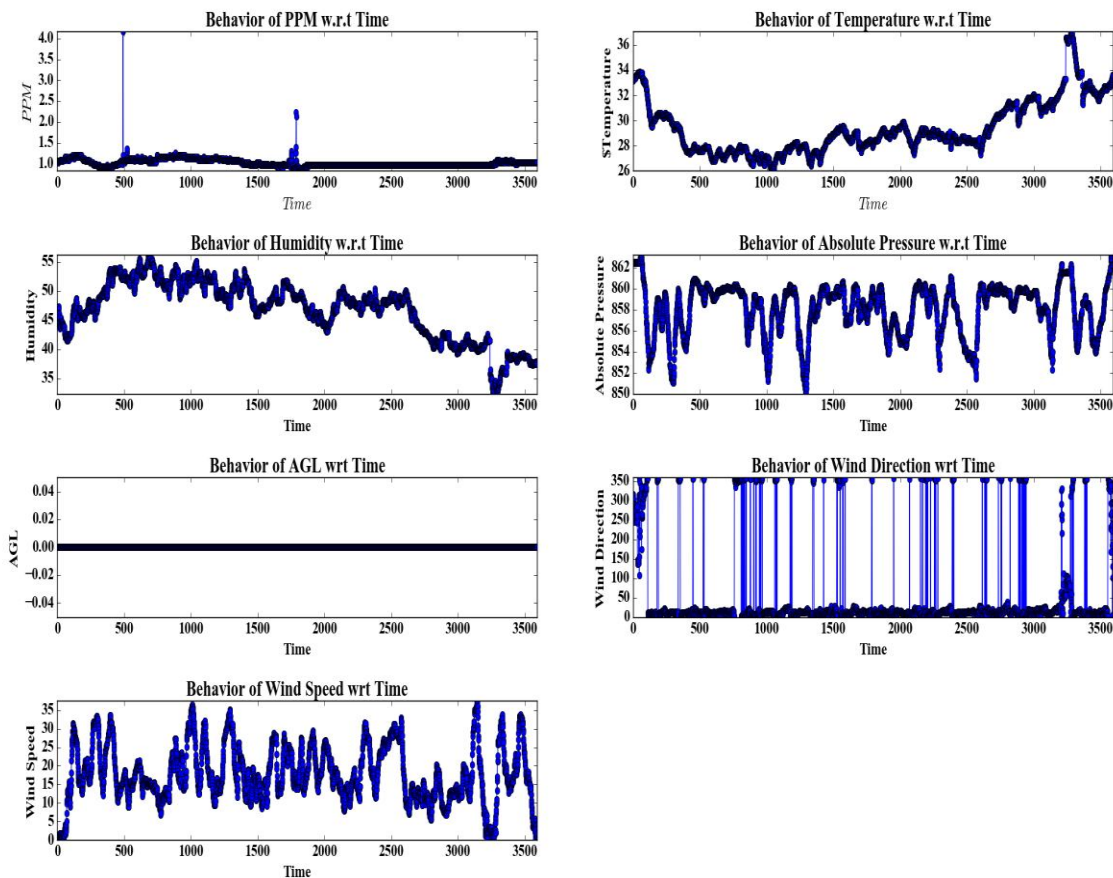 Behavior of PPM w.r.t Time
PPM
4.0
3.5
3.0
2.5
2.0
1.5
1.0
0 500 1000 1500 2000 2500 3000 3500
Time
Behavior of Temperature w.r.t Time
$Temperature
36
34
32
30
28
26
0 500 1000 1500 2000 2500 3000 3500
Time
Behavior of Humidity w.r.t Time
Humidity
55
50
45
40
35
0 500 1000 1500 2000 2500 3000 3500
Time
Behavior of Absolute Pressure w.r.t Time
Absolute Pressure
862
860
858
856
854
852
850
0 500 1000 1500 2000 2500 3000 3500
Time
Behavior of AGL wrt Time
AGL
0.04
0.02
0.00
−0.02
−0.04
0 500 1000 1500 2000 2500 3000 3500
Time
Behavior of Wind Direction wrt Time
Wind Direction
350
300
250
200
150
100
50
0
0 500 1000 1500 2000 2500 3000 3500
Time
Behavior of Wind Speed wrt Time
Wind Speed
35
30
25
20
15
10
5
0
0 500 1000 1500 2000 2500 3000 3500
Time